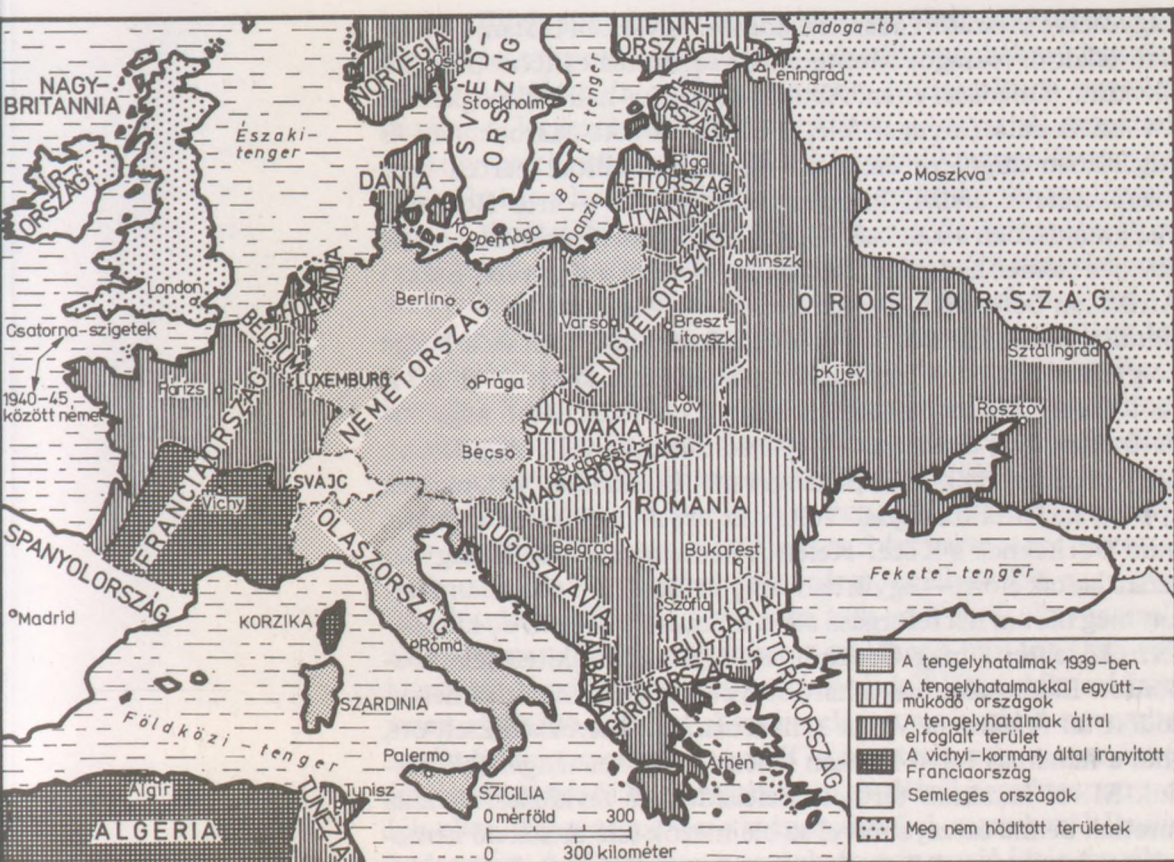 NAGY-
BRITANNIA
ÍR-
ORSZÁG
Északi-
tenger
London
Csatorna-szigetek
1940-45
között német
NORVÉGIA
Oslo
SVÉD-
ORSZÁG
Stockholm
FINN-
ORSZÁG
Ladoga-tó
Leningrád
Balti-tenger
DÁNIA
Koppenhága
Danzig
Riga
LETTORSZÁG
LITVÁNIA
Moszkva
Minszk
OROSZORSZÁG
HOLLANDIA
BELGIUM
LUXEMBURG
Berlin
NÉMETORSZÁG
Prága
Bécs
Varsó
LENGYELORSZÁG
Breszt-
Litovszk
Lvov
Kijev
Sztálingrád
Rosztov
Párizs
FRANCIAORSZÁG
Vichy
SVÁJC
SZLOVÁKIA
Budapest
MAGYARORSZÁG
ROMÁNIA
Bukarest
JUGOSZLÁVIA
Belgrád
OLASZORSZÁG
Róma
SPANYOLORSZÁG
Madrid
KORZIKA
SZARDÍNIA
Földközi-tenger
Palermo
SZICÍLIA
Algír
ALGÉRIA
Tunisz
TUNÉZIA
Szófia
BULGÁRIA
ALBÁNIA
GÖRÖGORSZÁG
Athén
TÖRÖKORSZÁG
Fekete-tenger
0 mérföld 300
0 300 kilométer
A tengelyhatalmak 1939-ben
A tengelyhatalmakkal együtt
működő országok
A tengelyhatalmak által
elfoglalt terület
A vichyi kormány által irányított
Franciaország
Semleges országok
Meg nem hódított területek